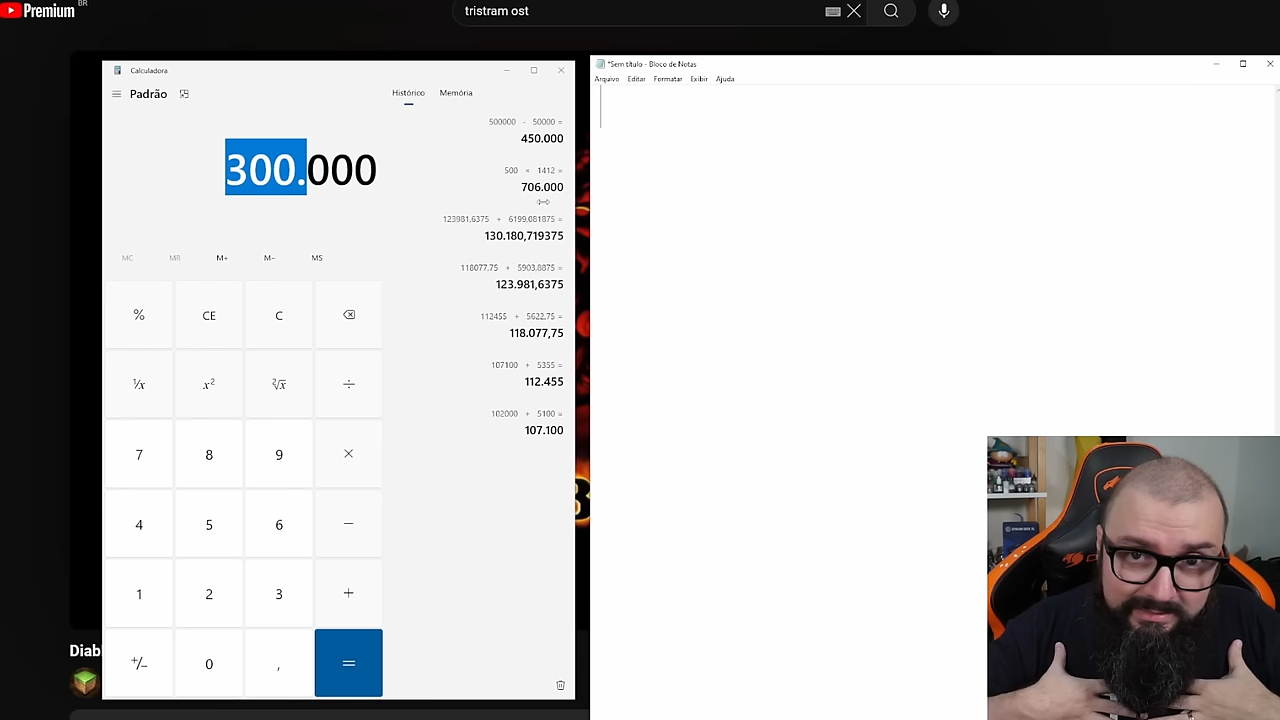 Premium BR
tristram ost
Calculadora
Padrão
Histórico Memória
300.000
500000 - 50000 =
450.000
500 × 1412 =
706.000
123981,6375 + 6199,081875 =
130.180,719375
118077,75 + 5903,8875 =
123.981,6375
112455 + 5622,75 =
118.077,75
107100 + 5355 =
112.455
102000 + 5100 =
107.100
MC MR M+ M− MS
% CE C
¹/x x² ²√x ÷
7 8 9 ×
4 5 6 −
1 2 3 +
+/− 0 , =
*Sem título - Bloco de Notas
Arquivo Editar Formatar Exibir Ajuda
Diab